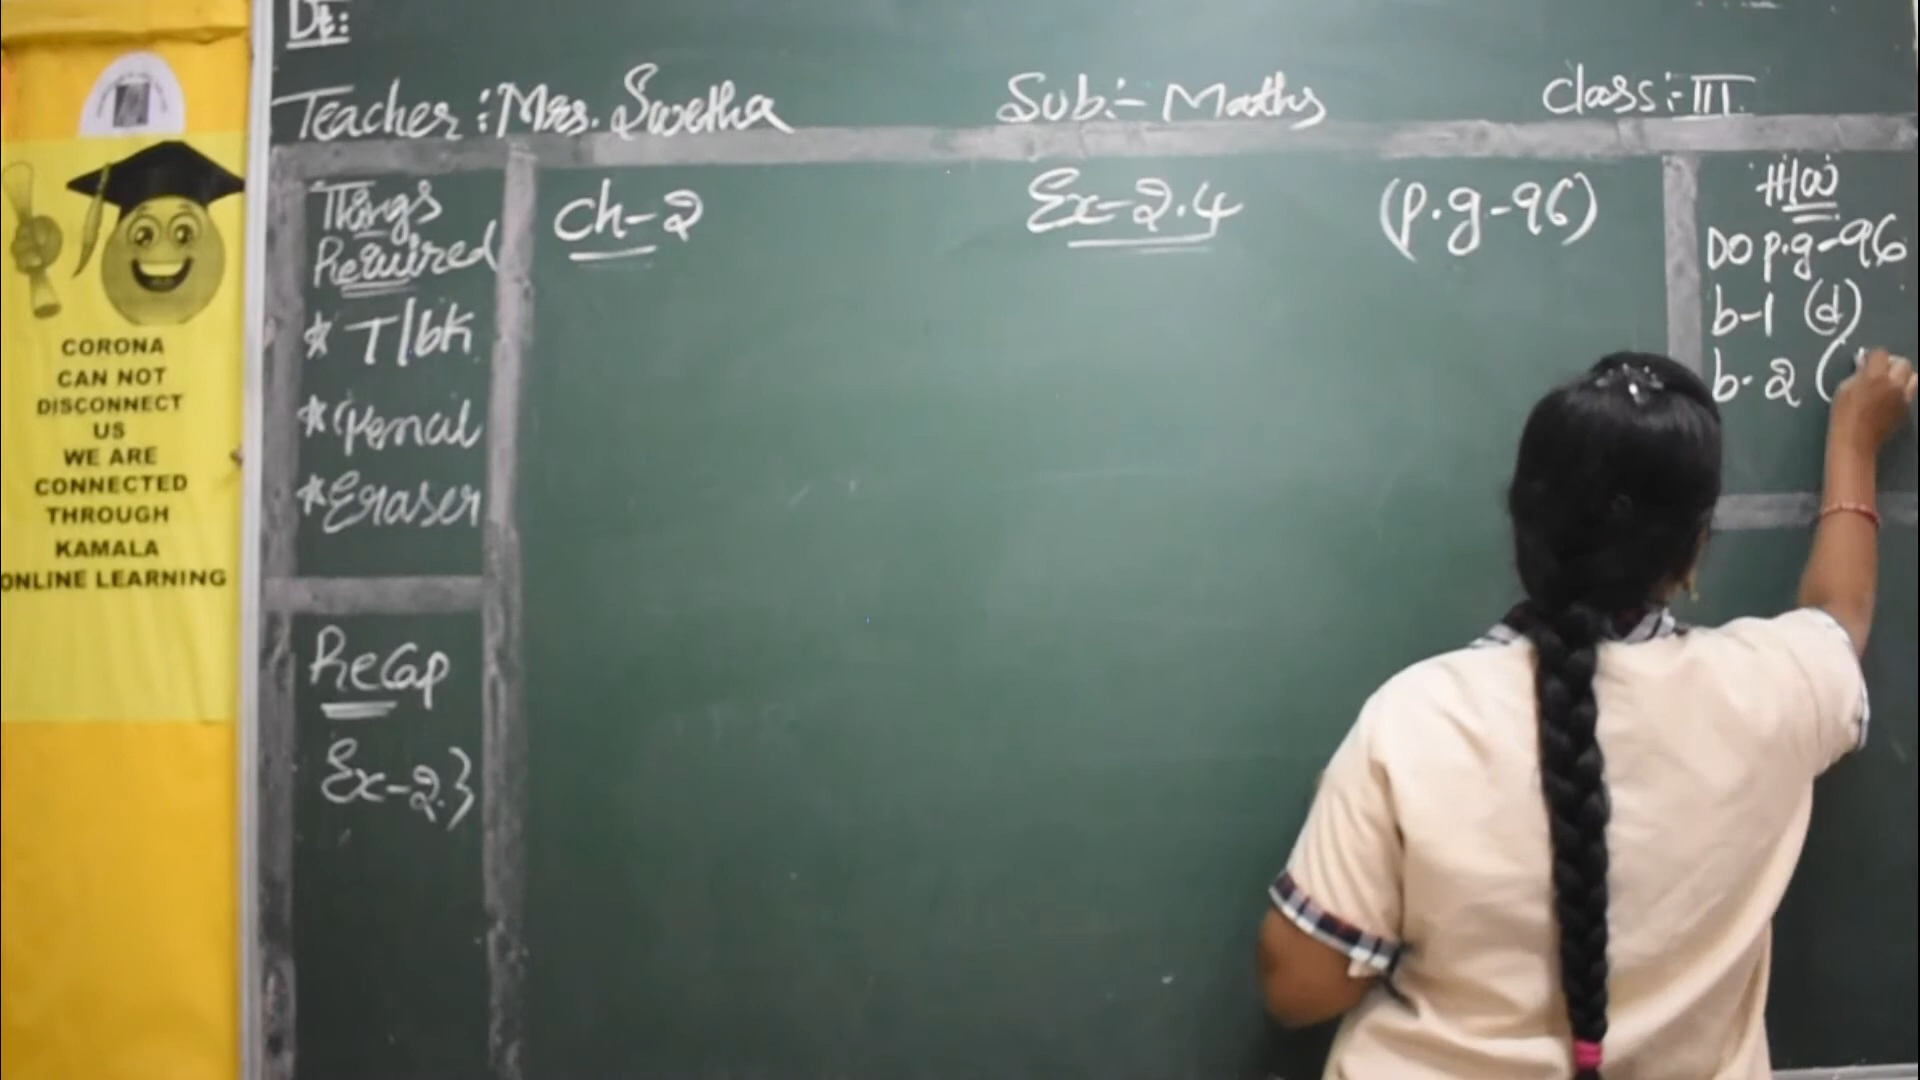 Dt:
Teacher : Mrs. Swetha Sub:- Maths Class:- III
Things
Required
* T/bk
* Pencil
* Eraser
Recap
Ex-2.3
Ch-2 Ex-2.4 (p.g-96)
H/W
DO p.g-96
b-1 (d)
b-2 (
CORONA
CAN NOT
DISCONNECT
US
WE ARE
CONNECTED
THROUGH
KAMALA
ONLINE LEARNING